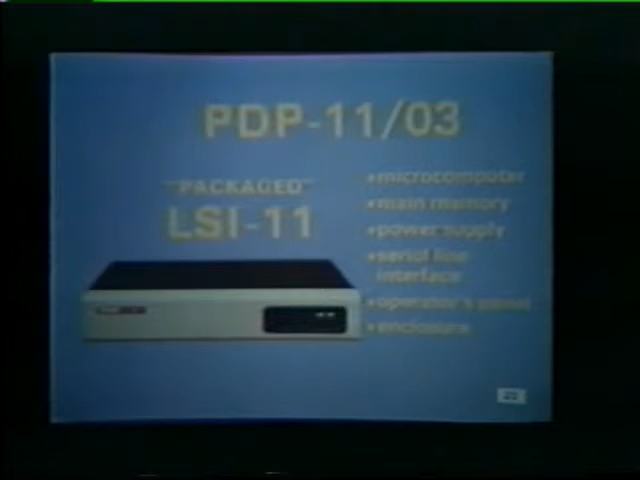 PDP-11/03
"PACKAGED"
LSI-11
•microcomputer
•main memory
•power supply
•serial line
interface
•operator's panel
•enclosure